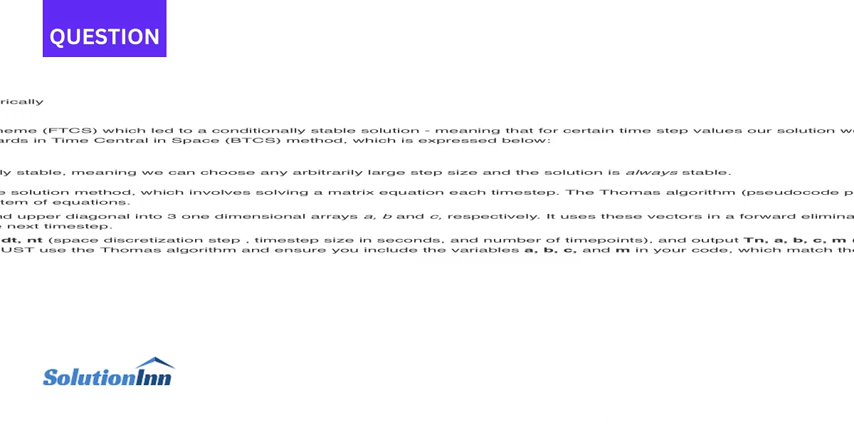 QUESTION
rically
neme (FTCS) which led to a conditionally stable solution - meaning that for certain time step values our solution w
ards in Time Central in Space (BTCS) method, which is expressed below:
ly stable, meaning we can choose any arbitrarily large step size and the solution is always stable.
e solution method, which involves solving a matrix equation each timestep. The Thomas algorithm (pseudocode p
tem of equations.
nd upper diagonal into 3 one dimensional arrays a, b and c, respectively. It uses these vectors in a forward elimina
e next timestep.
dt, nt (space discretization step , timestep size in seconds, and number of timepoints), and output Tn, a, b, c, m
UST use the Thomas algorithm and ensure you include the variables a, b, c, and m in your code, which match the
SolutionInn